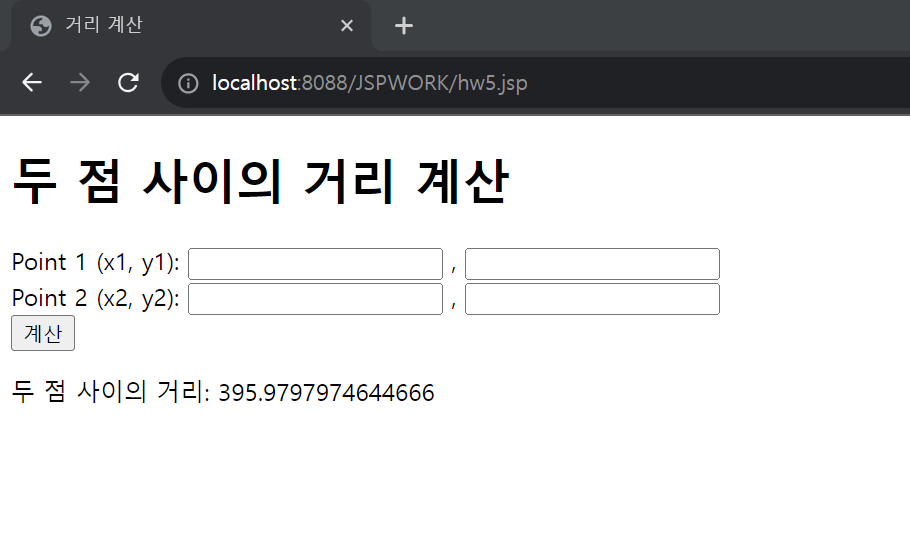 거리 계산
localhost:8088/JSPWORK/hw5.jsp
두 점 사이의 거리 계산
Point 1 (x1, y1): ,
Point 2 (x2, y2): ,
계산
두 점 사이의 거리: 395.9797974644666